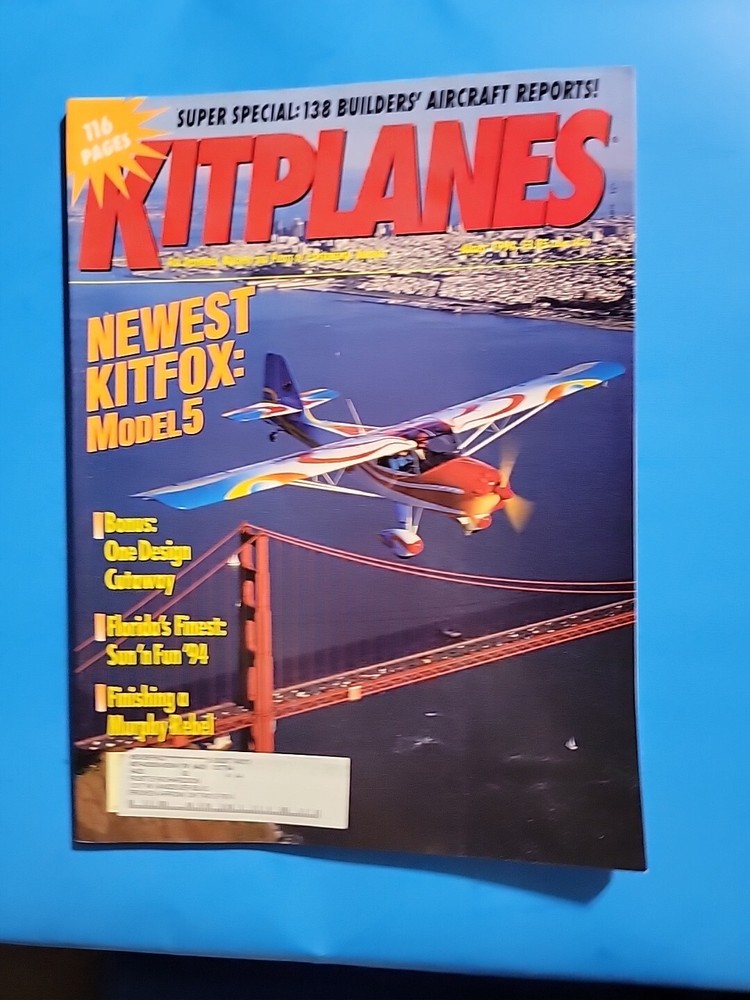 SUPER SPECIAL: 138 BUILDERS' AIRCRAFT REPORTS!
116
PAGES
KITPLANES
NEWEST
KITFOX:
MODEL 5
Bonus:
One Design
Cutaway
Florida's Finest:
Sun 'n Fun '94
Finishing a
Murphy Rebel